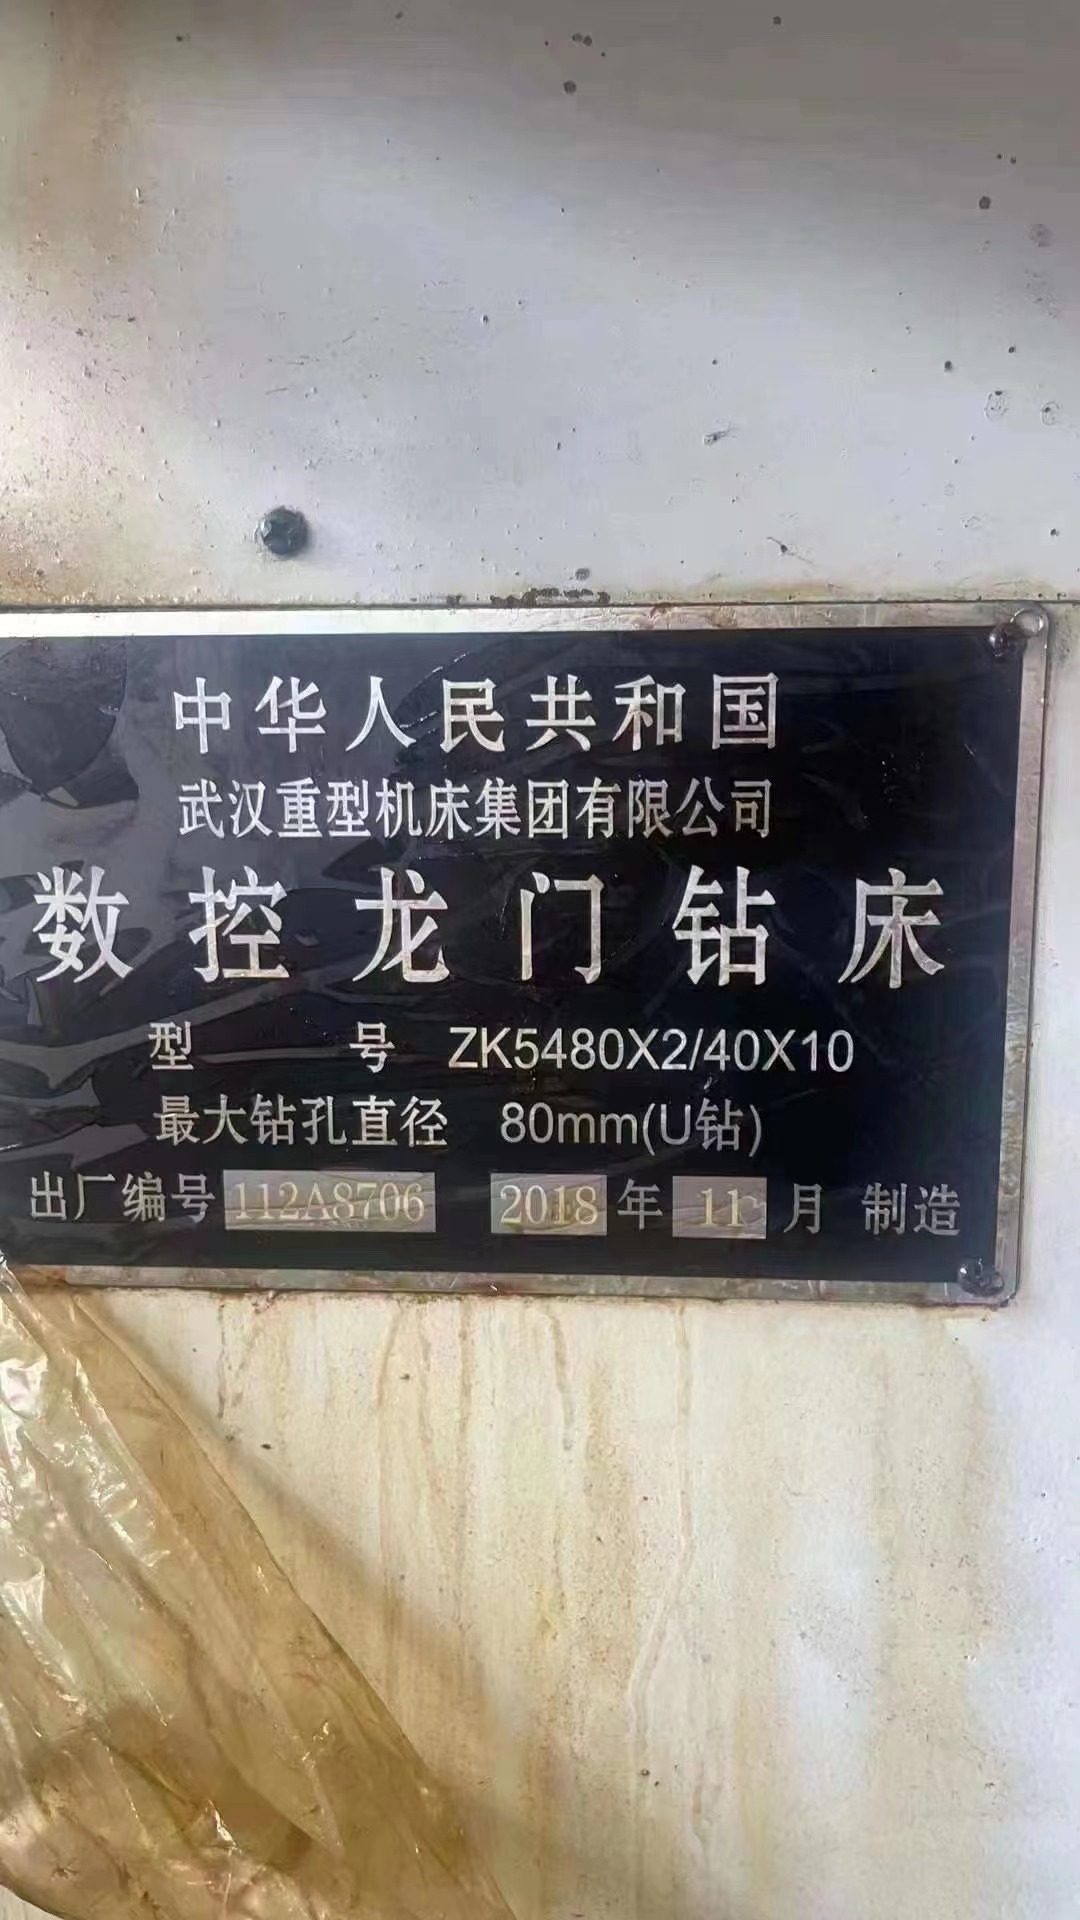 中华人民共和国
武汉重型机床集团有限公司
数控龙门钻床
型 号 ZK5480X2/40X10
最大钻孔直径 80mm(U钻)
出厂编号 112A8706 2018 年 11 月 制造